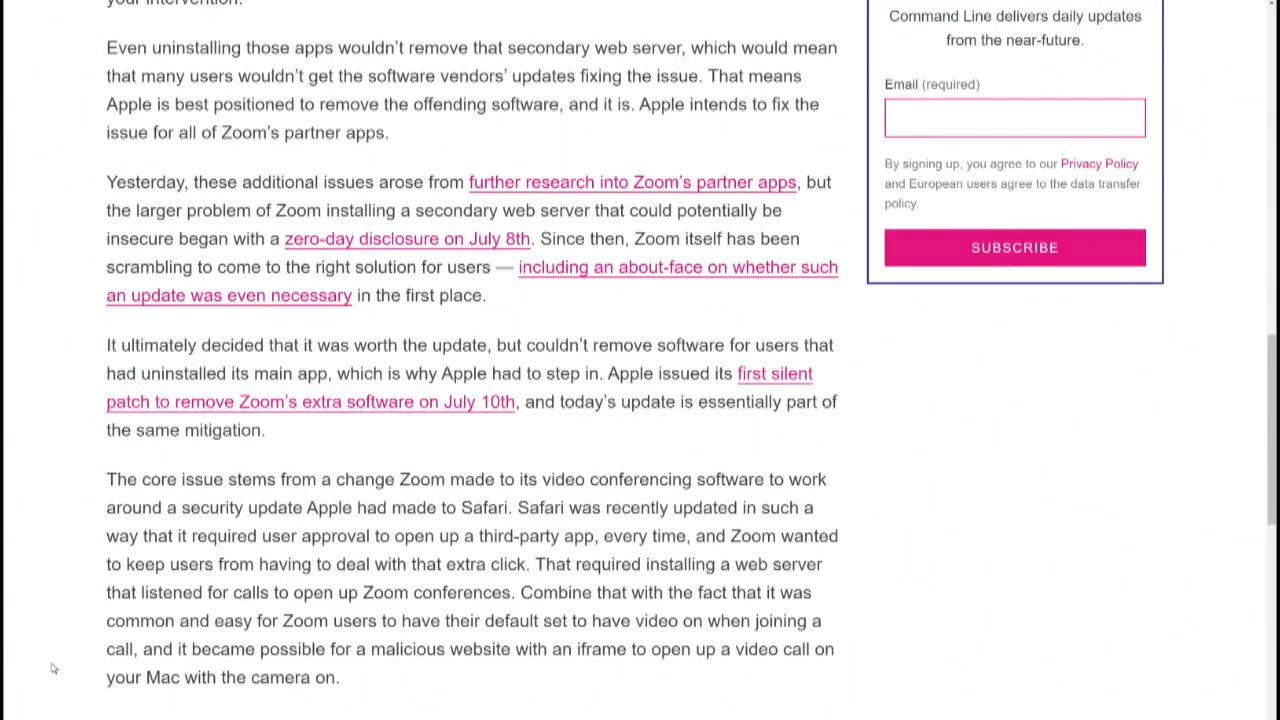 your intervention.
Even uninstalling those apps wouldn’t remove that secondary web server, which would mean
that many users wouldn’t get the software vendors’ updates fixing the issue. That means
Apple is best positioned to remove the offending software, and it is. Apple intends to fix the
issue for all of Zoom’s partner apps.
Yesterday, these additional issues arose from further research into Zoom’s partner apps, but
the larger problem of Zoom installing a secondary web server that could potentially be
insecure began with a zero-day disclosure on July 8th. Since then, Zoom itself has been
scrambling to come to the right solution for users — including an about-face on whether such
an update was even necessary in the first place.
It ultimately decided that it was worth the update, but couldn’t remove software for users that
had uninstalled its main app, which is why Apple had to step in. Apple issued its first silent
patch to remove Zoom’s extra software on July 10th, and today’s update is essentially part of
the same mitigation.
The core issue stems from a change Zoom made to its video conferencing software to work
around a security update Apple had made to Safari. Safari was recently updated in such a
way that it required user approval to open up a third-party app, every time, and Zoom wanted
to keep users from having to deal with that extra click. That required installing a web server
that listened for calls to open up Zoom conferences. Combine that with the fact that it was
common and easy for Zoom users to have their default set to have video on when joining a
call, and it became possible for a malicious website with an iframe to open up a video call on
your Mac with the camera on.
Command Line delivers daily updates
from the near-future.
Email (required)
By signing up, you agree to our Privacy Policy
and European users agree to the data transfer
policy.
SUBSCRIBE